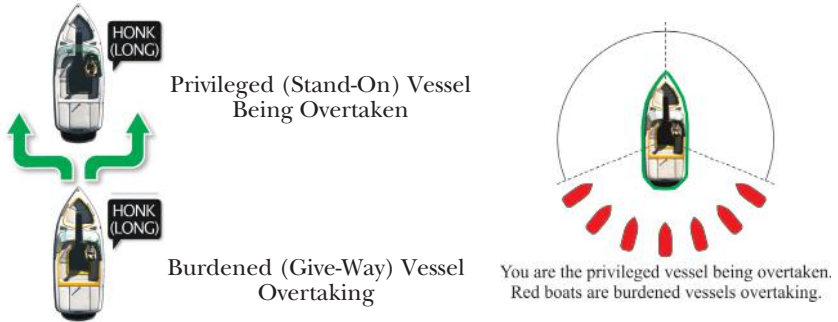 HONK
(LONG)
Privileged (Stand-On) Vessel
Being Overtaken
HONK
(LONG)
Burdened (Give-Way) Vessel
Overtaking
You are the privileged vessel being overtaken.
Red boats are burdened vessels overtaking.